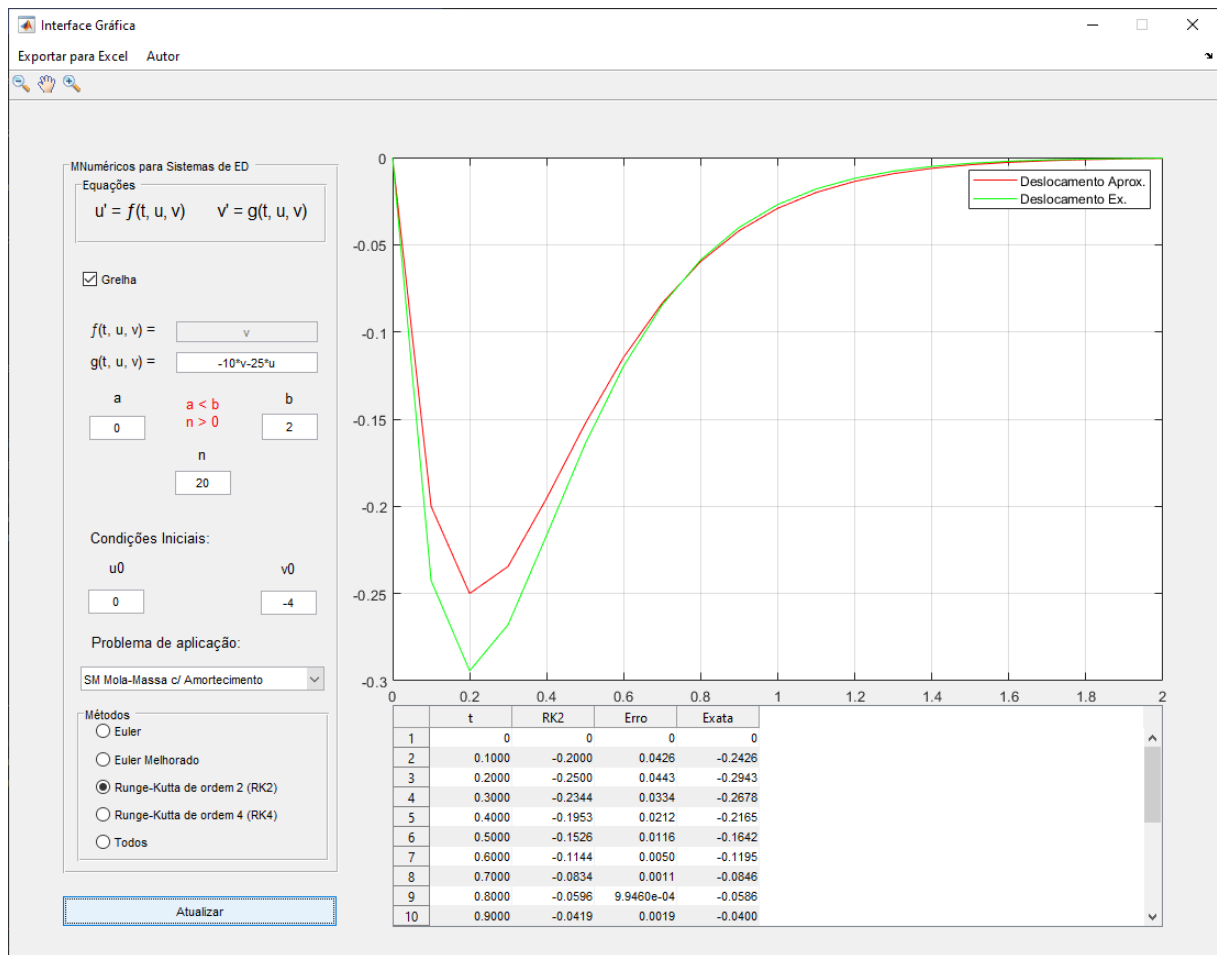 Interface Gráfica
Exportar para Excel Autor
MNuméricos para Sistemas de ED
Equações
u' = ƒ(t, u, v) v' = g(t, u, v)
Grelha
ƒ(t, u, v) = v
g(t, u, v) = -10*v-25*u
a a < b b
0 n > 0 2
n
20
Condições Iniciais:
u0 v0
0 -4
Problema de aplicação:
SM Mola-Massa c/ Amortecimento
Métodos
Euler
Euler Melhorado
Runge-Kutta de ordem 2 (RK2)
Runge-Kutta de ordem 4 (RK4)
Todos
Atualizar
0
-0.05
-0.1
-0.15
-0.2
-0.25
-0.3
0 0.2 0.4 0.6 0.8 1 1.2 1.4 1.6 1.8 2
Deslocamento Aprox.
Deslocamento Ex.
t RK2 Erro Exata
1 0 0 0 0
2 0.1000 -0.2000 0.0426 -0.2426
3 0.2000 -0.2500 0.0443 -0.2943
4 0.3000 -0.2344 0.0334 -0.2678
5 0.4000 -0.1953 0.0212 -0.2165
6 0.5000 -0.1526 0.0116 -0.1642
7 0.6000 -0.1144 0.0050 -0.1195
8 0.7000 -0.0834 0.0011 -0.0846
9 0.8000 -0.0596 9.9460e-04 -0.0586
10 0.9000 -0.0419 0.0019 -0.0400